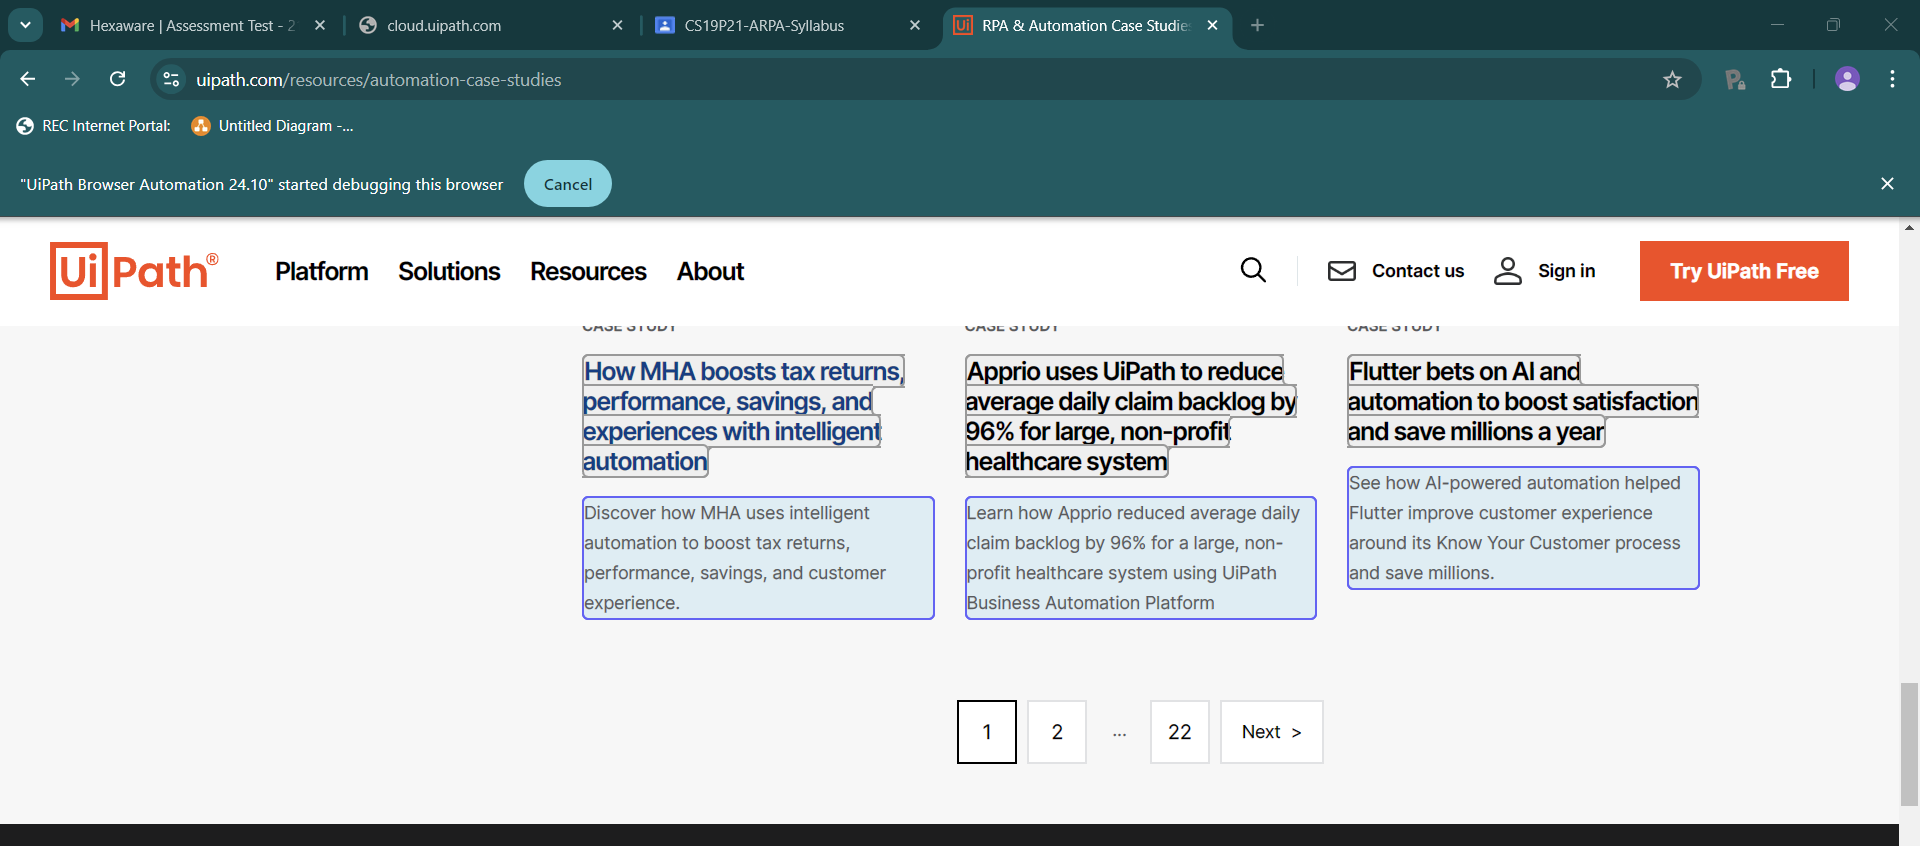 Hexaware | Assessment Test - 2
cloud.uipath.com
CS19P21-ARPA-Syllabus
RPA & Automation Case Studies
uipath.com/resources/automation-case-studies
REC Internet Portal:
Untitled Diagram -...
"UiPath Browser Automation 24.10" started debugging this browser
Cancel
UiPath®
Platform
Solutions
Resources
About
Contact us
Sign in
Try UiPath Free
CASE STUDY
How MHA boosts tax returns,
performance, savings, and
experiences with intelligent
automation
Discover how MHA uses intelligent
automation to boost tax returns,
performance, savings, and customer
experience.
CASE STUDY
Apprio uses UiPath to reduce
average daily claim backlog by
96% for large, non-profit
healthcare system
Learn how Apprio reduced average daily
claim backlog by 96% for a large, non-
profit healthcare system using UiPath
Business Automation Platform
CASE STUDY
Flutter bets on AI and
automation to boost satisfaction
and save millions a year
See how AI-powered automation helped
Flutter improve customer experience
around its Know Your Customer process
and save millions.
1 2 ... 22 Next >